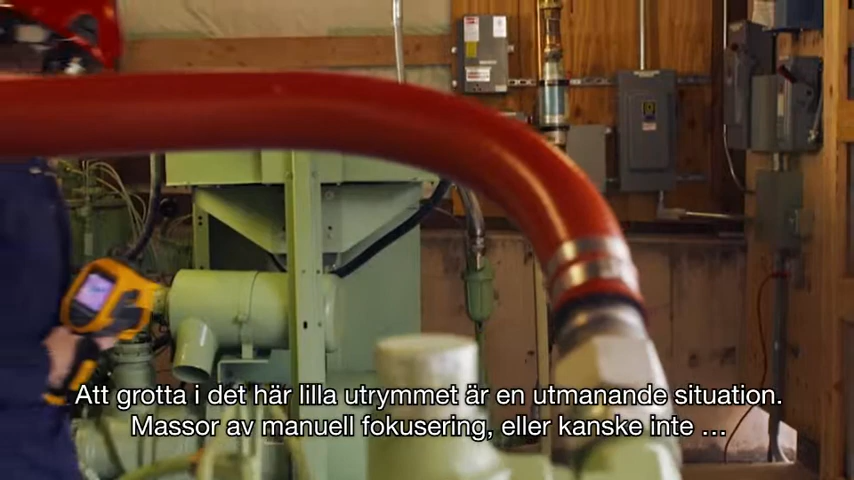 Att grotta i det här lilla utrymmet är en utmanande situation.
Massor av manuell fokusering, eller kanske inte …